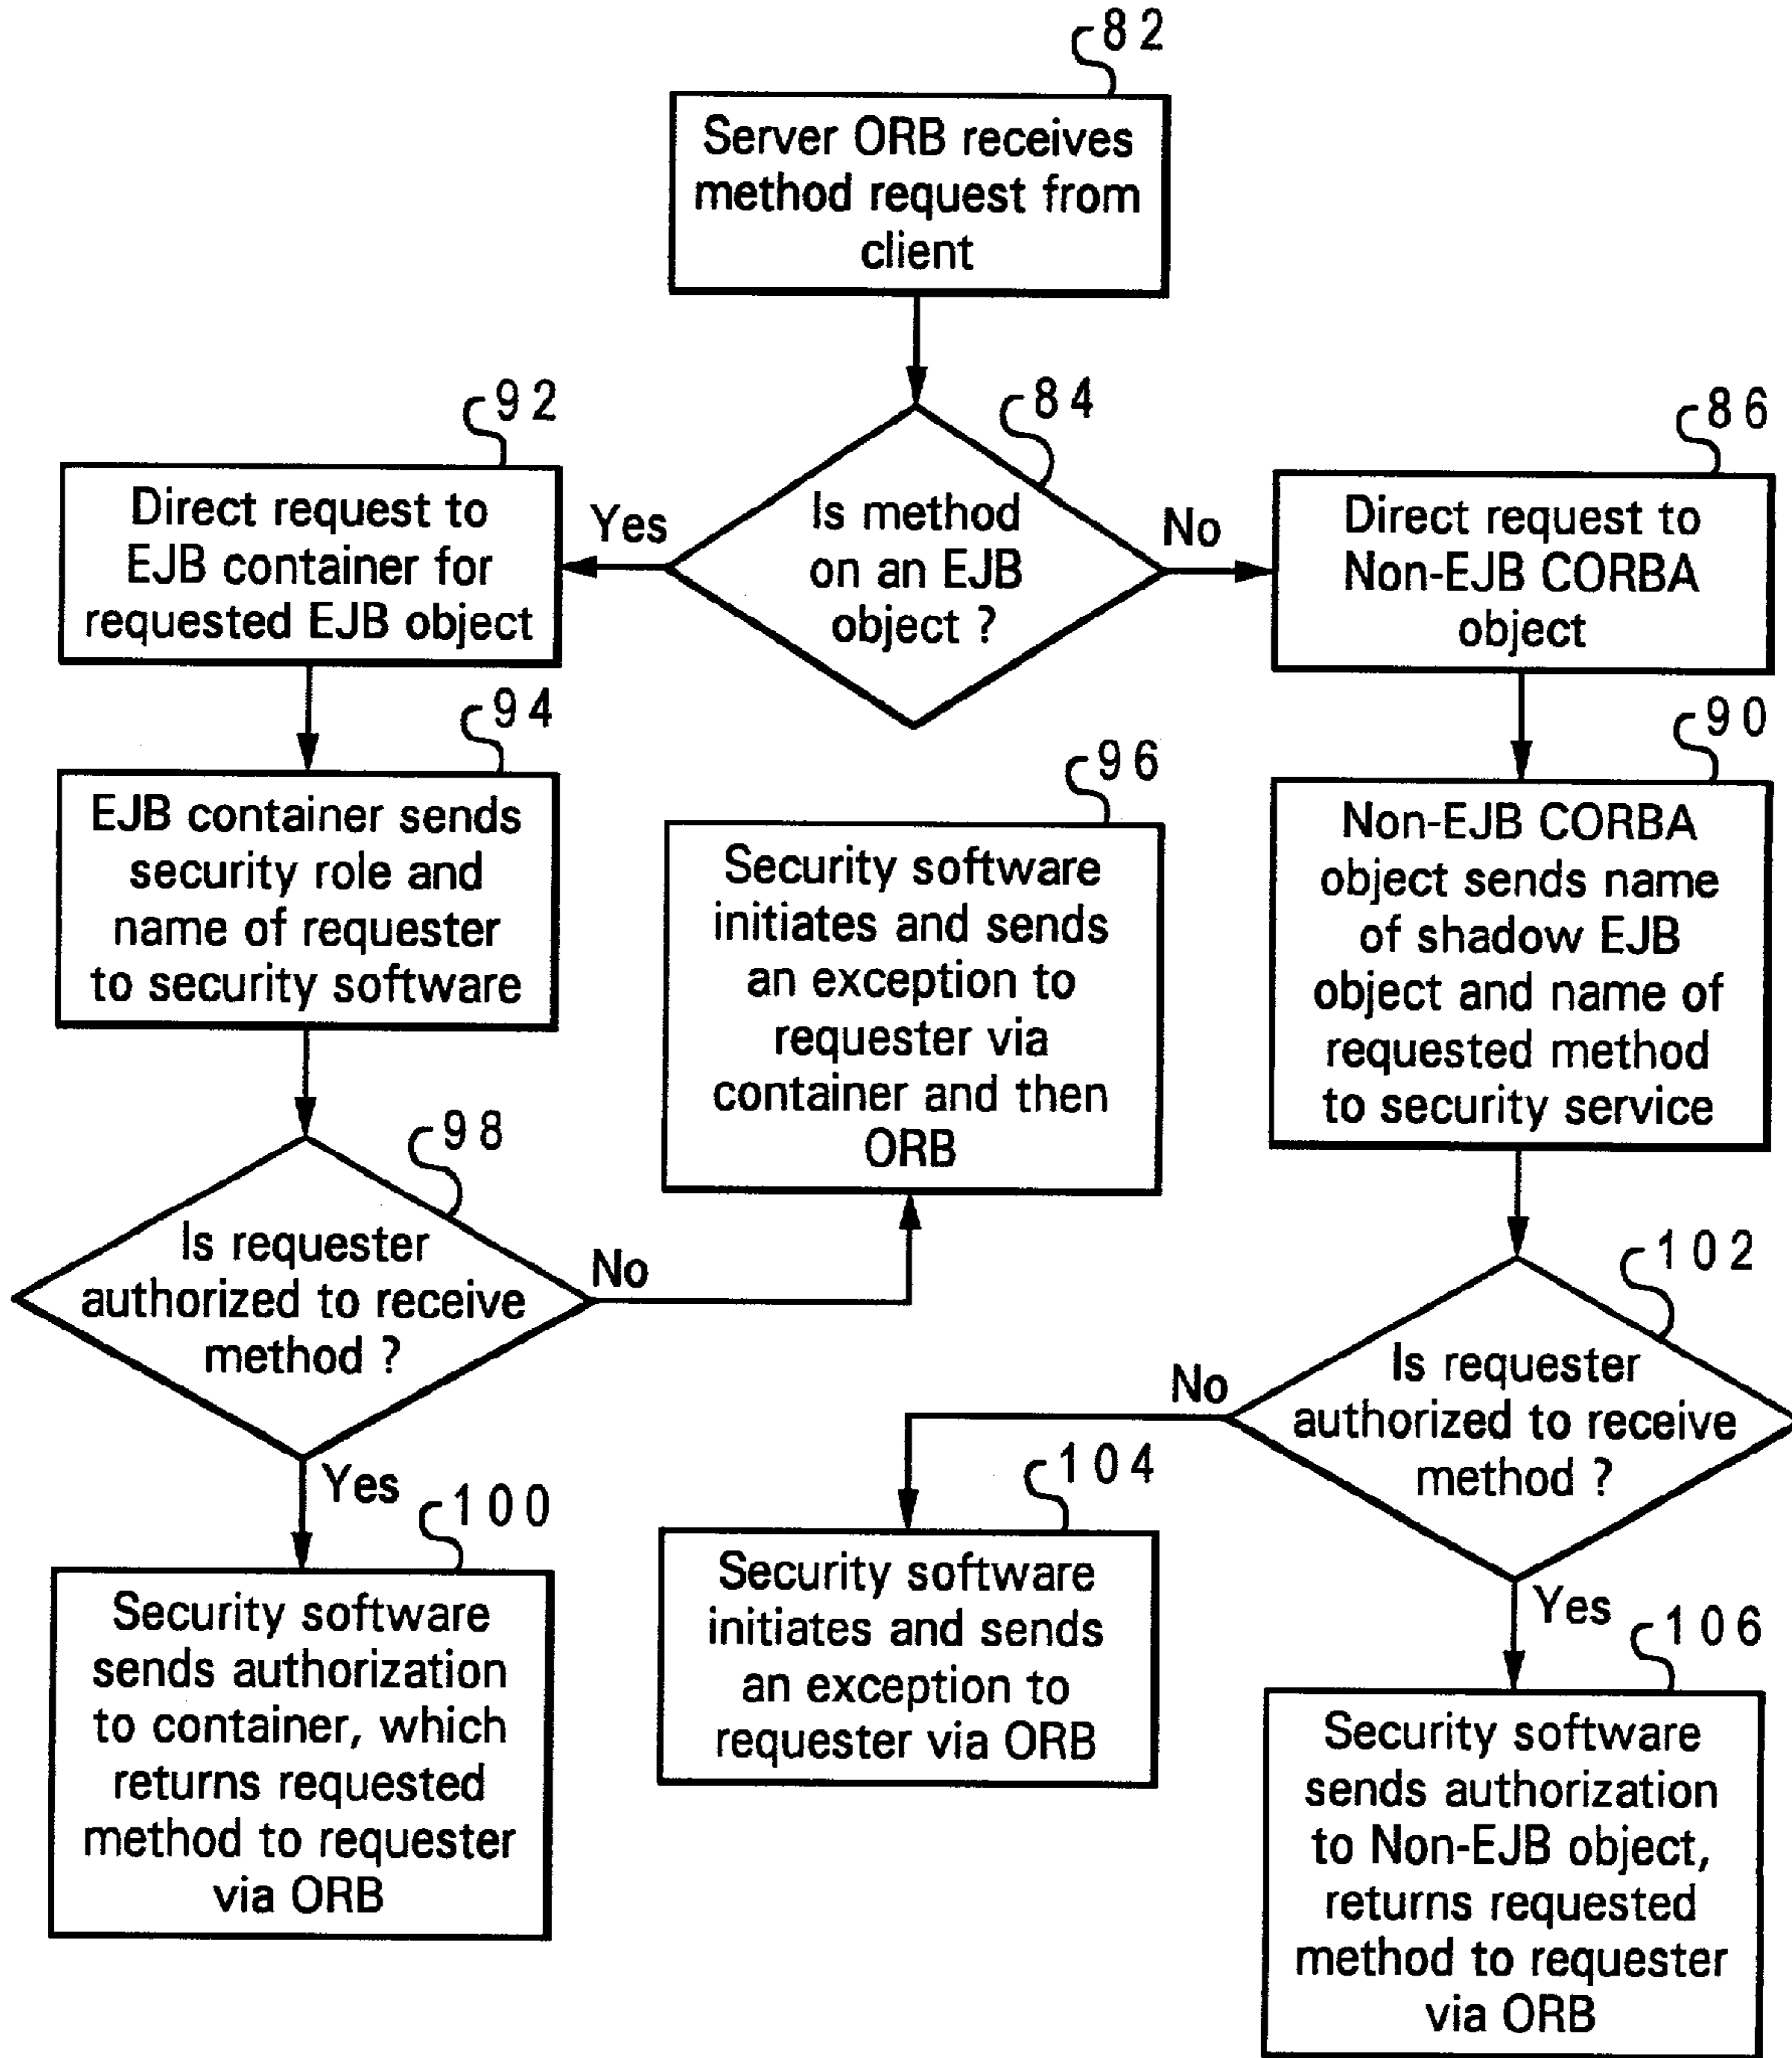 82
Server ORB receives
method request from
client
84
Is method
on an EJB
object ?
Yes
No
92
Direct request to
EJB container for
requested EJB object
86
Direct request to
Non-EJB CORBA
object
94
EJB container sends
security role and
name of requester
to security software
96
Security software
initiates and sends
an exception to
requester via
container and then
ORB
90
Non-EJB CORBA
object sends name
of shadow EJB
object and name of
requested method
to security service
98
Is requester
authorized to receive
method ?
No
Yes
102
Is requester
authorized to receive
method ?
No
Yes
100
Security software
sends authorization
to container, which
returns requested
method to requester
via ORB
104
Security software
initiates and sends
an exception to
requester via ORB
106
Security software
sends authorization
to Non-EJB object,
returns requested
method to requester
via ORB